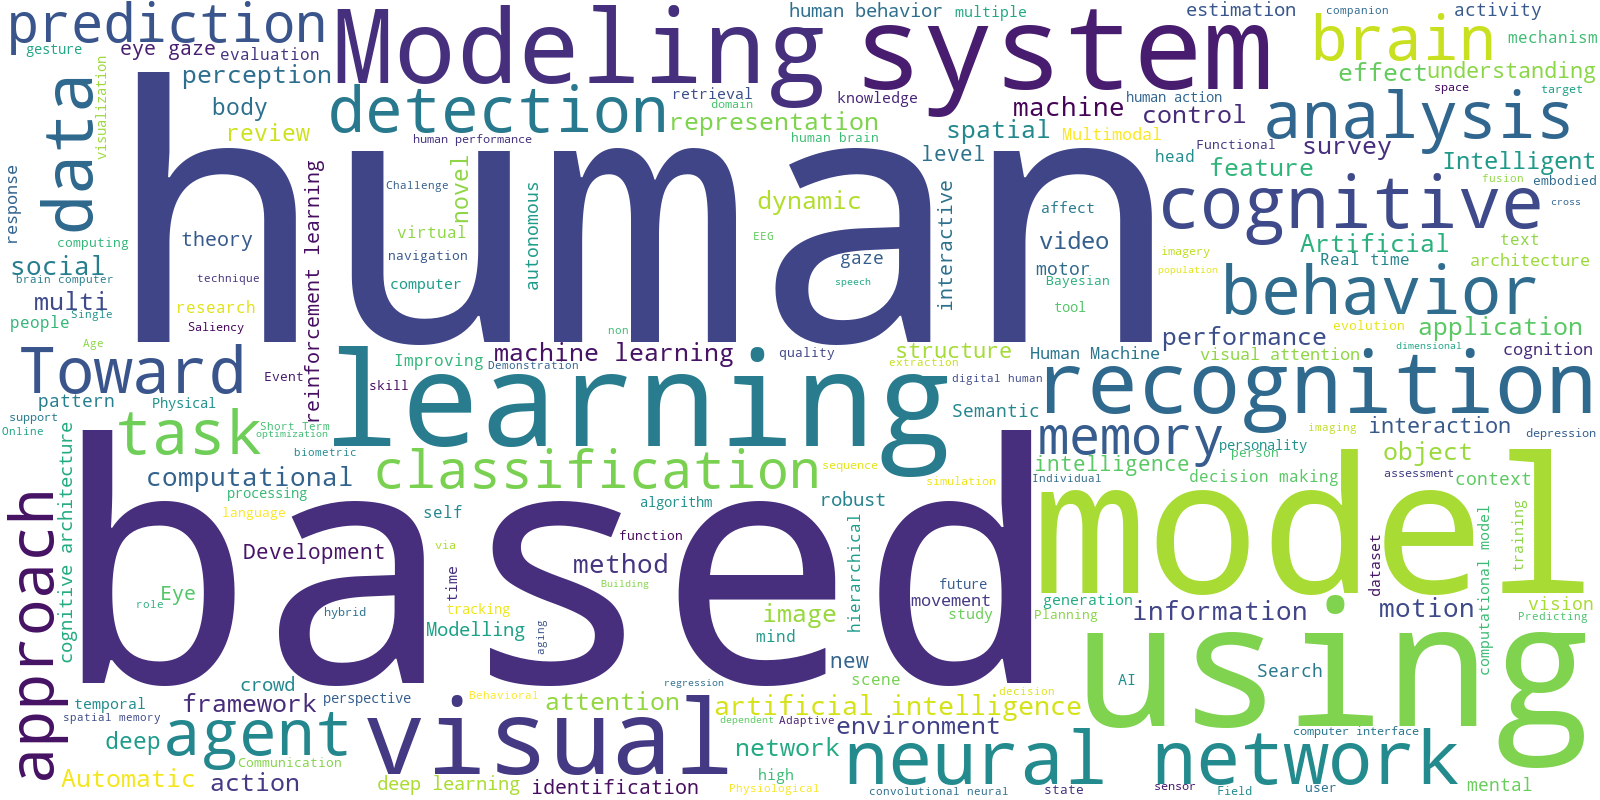 prediction
Modeling
system
human behavior
multiple
estimation
companion
activity
brain
mechanism
gesture
eye gaze
evaluation
perception
detection
retrieval
domain
knowledge
machine
human action
control
effect
understanding
space
target
data
visualization
body
review
human performance
representation
human brain
spatial
Multimodal
level
head
Functional
analysis
survey
feature
Intelligent
fusion
embodied
cross
response
human
Challenge
novel
autonomous
dynamic
EEG
interactive
affect
video
cognitive
Artificial
text
Real time
architecture
imagery
population
computing
theory
virtual
navigation
computer
gaze
speech
motor
Bayesian
tool
social
brain computer
technique
multi
Single
research
reinforcement learning
people
Saliency
Age
non
behavior
performance
evolution
application
dimensional
Toward
Event
Improving
machine learning
Demonstration
quality
structure
extraction
Human Machine
visual attention
cognition
skill
learning
digital human
recognition
pattern
Physical
support
Online
Short Term
optimization
biometric
Semantic
memory
imaging
interaction
depression
personality
person
task
classification
sequence
intelligence
decision making
object
assessment
context
computational
simulation
Individual
approach
cognitive architecture
processing
language
algorithm
robust
self
function
based
model
Development
via
method
hierarchical
computational model
training
dataset
time
Building
future
movement
study
generation
Planning
information
motion
vision
Predicting
Eye
role
hybrid
tracking
Modelling
aging
image
mind
new
using
AI
Search
scene
crowd
perspective
regression
Behavioral
decision
temporal
spatial memory
framework
attention
artificial intelligence
dependent
Adaptive
environment
computer interface
deep
agent
visual
network
neural network
Communication
Automatic
action
deep learning
identification
high
Physiological
convolutional neural
state
sensor
Field
user
mental